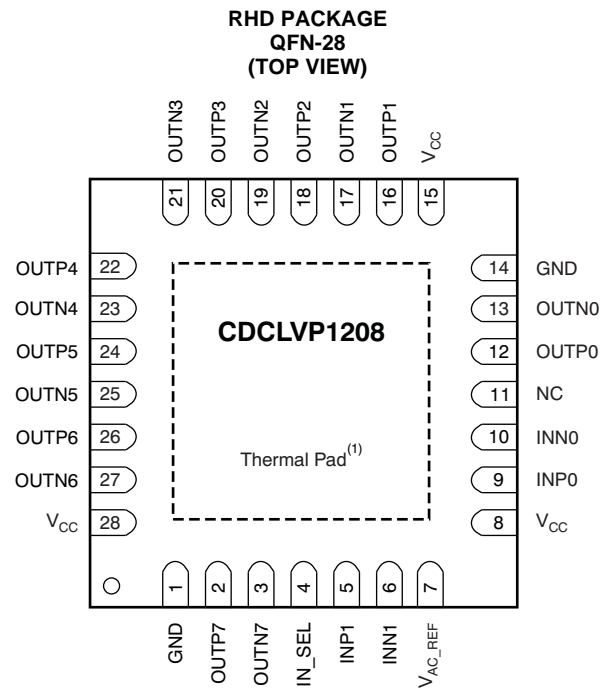 RHD PACKAGE
QFN-28
(TOP VIEW)
OUTN3
OUTP3
OUTN2
OUTP2
OUTN1
OUTP1
VCC
21
20
19
18
17
16
15
OUTP4 22
OUTN4 23
OUTP5 24
OUTN5 25
OUTP6 26
OUTN6 27
VCC 28
CDCLVP1208
Thermal Pad(1)
14 GND
13 OUTN0
12 OUTP0
11 NC
10 INN0
9 INP0
8 VCC
1
2
3
4
5
6
7
GND
OUTP7
OUTN7
IN_SEL
INP1
INN1
VAC_REF